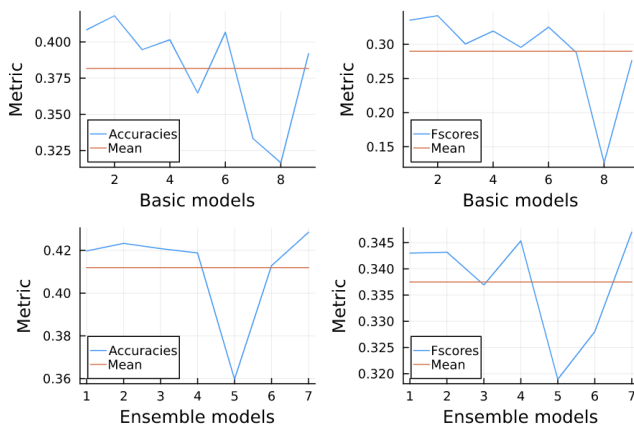 0.400
0.375
0.350
0.325
Metric
Accuracies
Mean
2 4 6 8
Basic models
0.30
0.25
0.20
0.15
Metric
Fscores
Mean
2 4 6 8
Basic models
0.42
0.40
0.38
0.36
Metric
Accuracies
Mean
1 2 3 4 5 6 7
Ensemble models
0.345
0.340
0.335
0.330
0.325
0.320
Metric
Fscores
Mean
1 2 3 4 5 6 7
Ensemble models